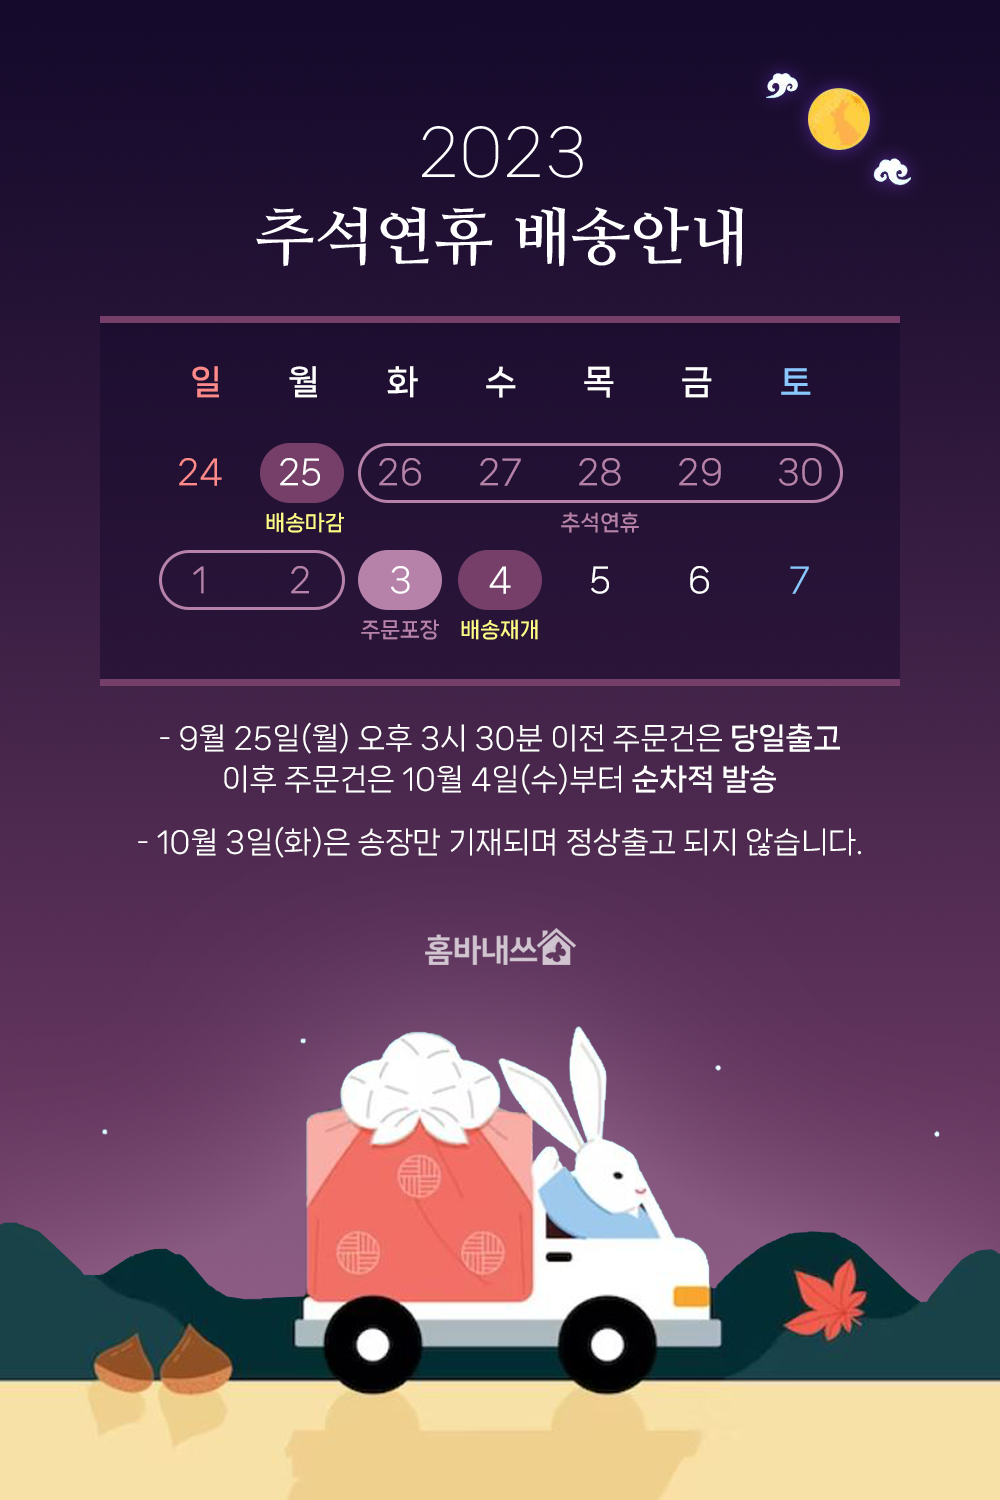 2023
추석연휴 배송안내
일 월 화 수 목 금 토
24 25 26 27 28 29 30
배송마감 추석연휴
1 2 3 4 5 6 7
주문포장 배송재개
- 9월 25일(월) 오후 3시 30분 이전 주문건은 당일출고
이후 주문건은 10월 4일(수)부터 순차적 발송
- 10월 3일(화)은 송장만 기재되며 정상출고 되지 않습니다.
홈바내쓰